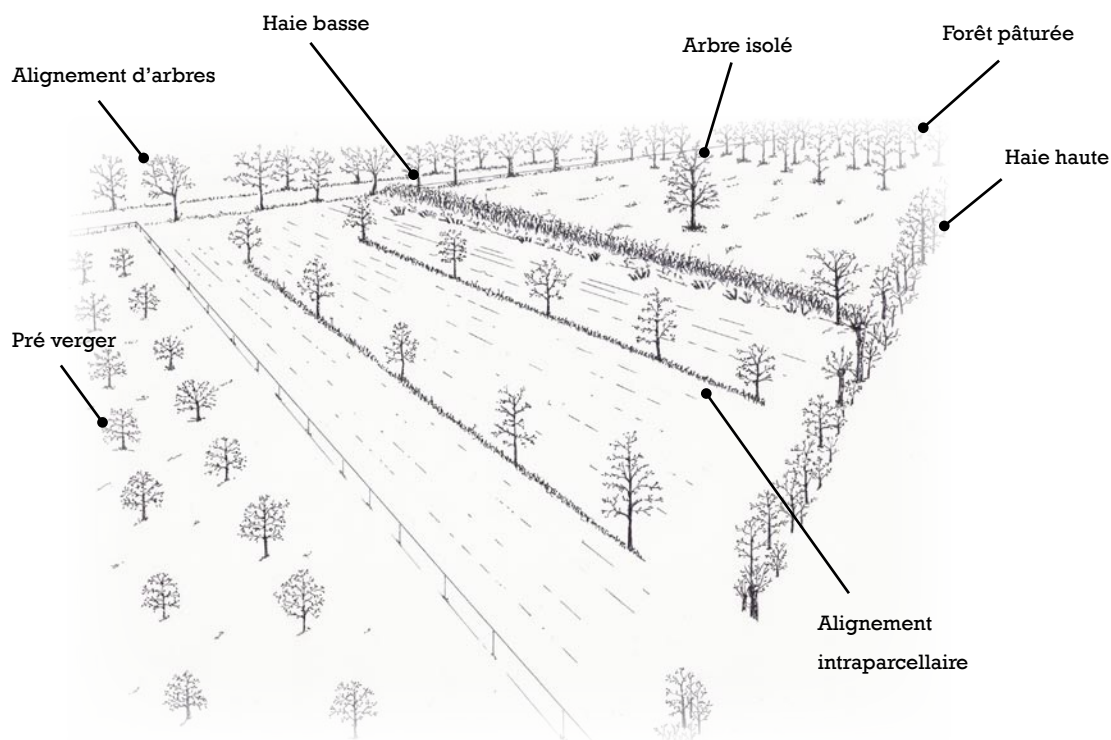 Haie basse
Arbre isolé
Forêt pâturée
Alignement d'arbres
Haie haute
Pré verger
Alignement
intraparcellaire